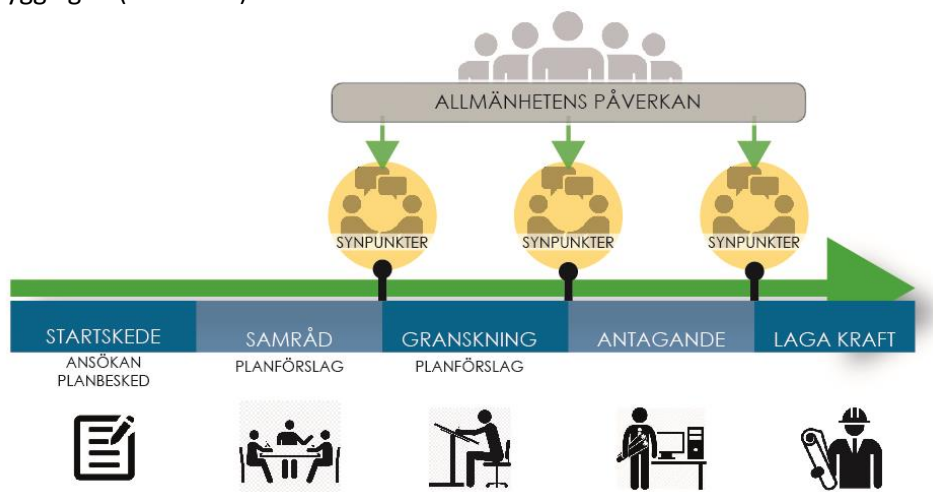 ALLMÄNHETENS PÅVERKAN
SYNPUNKTER
SYNPUNKTER
SYNPUNKTER
STARTSKEDE
SAMRÅD
GRANSKNING
ANTAGANDE
LAGA KRAFT
ANSÖKAN
PLANBESKED
PLANFÖRSLAG
PLANFÖRSLAG